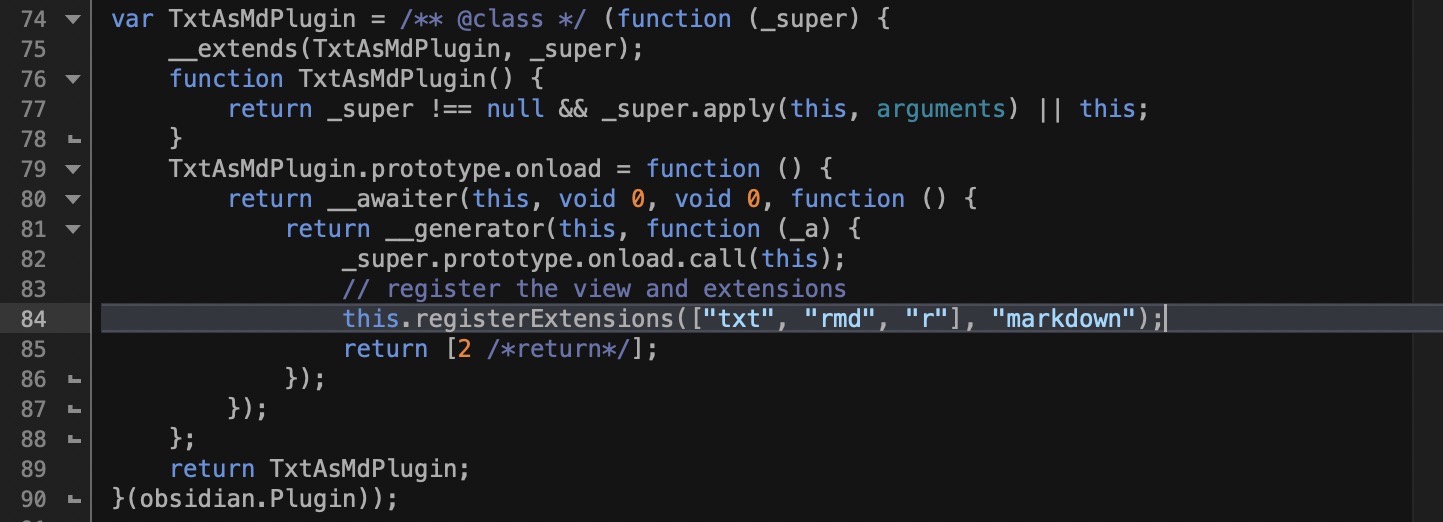 74 var TxtAsMdPlugin = /** @class */ (function (_super) {
75     __extends(TxtAsMdPlugin, _super);
76     function TxtAsMdPlugin() {
77         return _super !== null && _super.apply(this, arguments) || this;
78     }
79     TxtAsMdPlugin.prototype.onload = function () {
80         return __awaiter(this, void 0, void 0, function () {
81             return __generator(this, function (_a) {
82                 _super.prototype.onload.call(this);
83                 // register the view and extensions
84                 this.registerExtensions(["txt", "rmd", "r"], "markdown");
85                 return [2 /*return*/];
86             });
87         });
88     };
89     return TxtAsMdPlugin;
90 }(obsidian.Plugin));